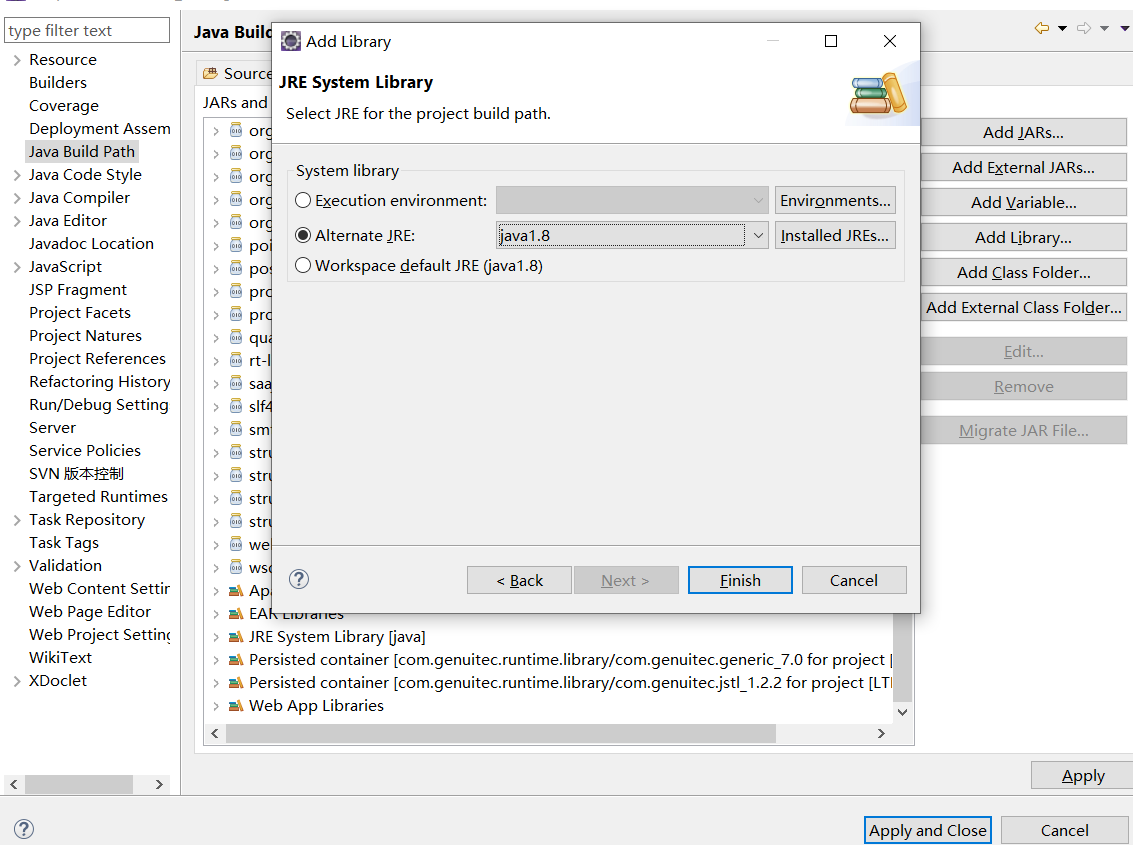 type filter text
Resource
Builders
Coverage
Deployment Assem
Java Build Path
Java Code Style
Java Compiler
Java Editor
Javadoc Location
JavaScript
JSP Fragment
Project Facets
Project Natures
Project References
Refactoring History
Run/Debug Setting
Server
Service Policies
SVN 版本控制
Targeted Runtimes
Task Repository
Task Tags
Validation
Web Content Settin
Web Page Editor
Web Project Setting
WikiText
XDoclet
Java Build
Source
JARs and
org
org
org
org
org
poi
pos
pro
pro
qua
rt-l
saa
slf4
sm
stru
stru
stru
stru
we
wsd
Apa
EAR Libraries
JRE System Library [java]
Persisted container [com.genuitec.runtime.library/com.genuitec.generic_7.0 for project [
Persisted container [com.genuitec.runtime.library/com.genuitec.jstl_1.2.2 for project [LTI
Web App Libraries
Add Library
JRE System Library
Select JRE for the project build path.
System library
Execution environment:
Environments...
Alternate JRE:
java1.8
Installed JREs...
Workspace default JRE (java1.8)
< Back
Next >
Finish
Cancel
Add JARs...
Add External JARs...
Add Variable...
Add Library...
Add Class Folder...
Add External Class Folder...
Edit...
Remove
Migrate JAR File...
Apply
Apply and Close
Cancel